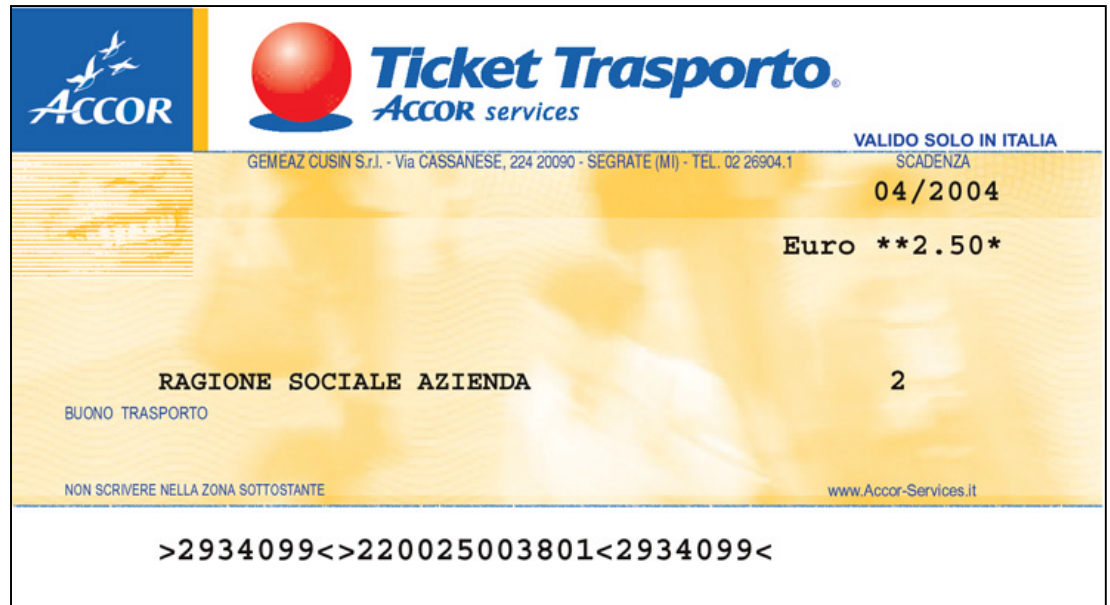 ACCOR
Ticket Trasporto®
ACCOR services
VALIDO SOLO IN ITALIA
GEMEAZ CUSIN S.r.l. - Via CASSANESE, 224 20090 - SEGRATE (MI) - TEL. 02 26904.1
SCADENZA
04/2004
Euro **2.50*
RAGIONE SOCIALE AZIENDA 2
BUONO TRASPORTO
NON SCRIVERE NELLA ZONA SOTTOSTANTE
www.Accor-Services.it
>2934099<>220025003801<2934099<